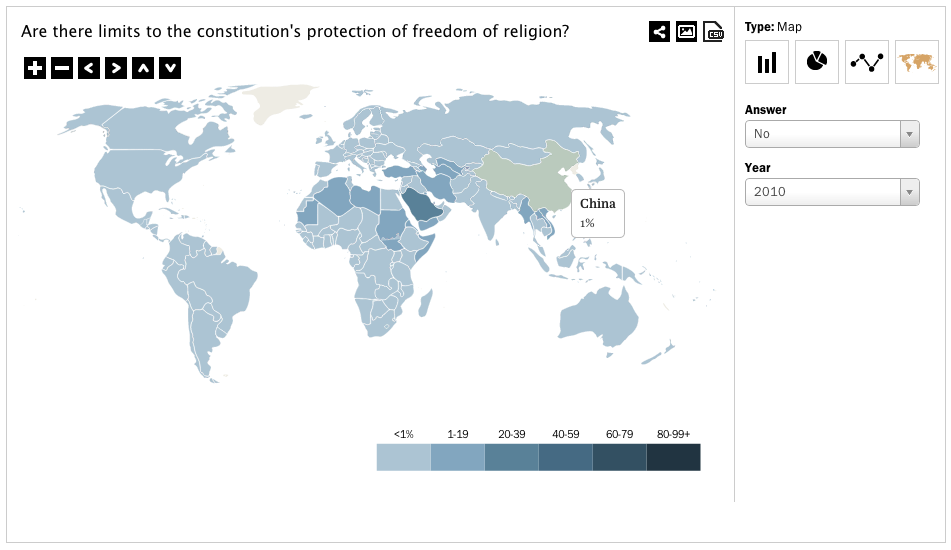 Are there limits to the constitution's protection of freedom of religion?
CSV
Type: Map
Answer
No
Year
2010
China
1%
<1% 1-19 20-39 40-59 60-79 80-99+